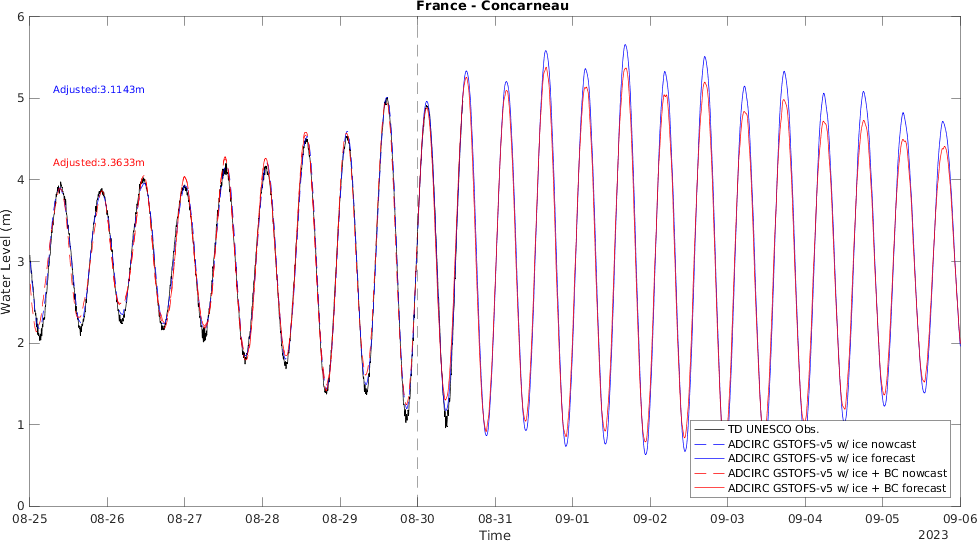 France - Concarneau
Water Level (m)
6
5
4
3
2
1
0
Adjusted:3.1143m
Adjusted:3.3633m
TD UNESCO Obs.
ADCIRC GSTOFS-v5 w/ ice nowcast
ADCIRC GSTOFS-v5 w/ ice forecast
ADCIRC GSTOFS-v5 w/ ice + BC nowcast
ADCIRC GSTOFS-v5 w/ ice + BC forecast
08-25 08-26 08-27 08-28 08-29 08-30 08-31 09-01 09-02 09-03 09-04 09-05 09-06
Time
2023